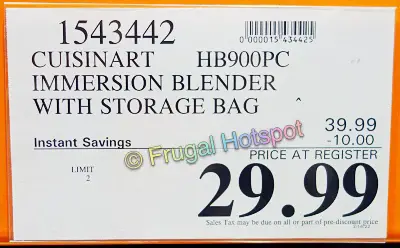 1543442
0000015434425
CUISINART HB900PC
IMMERSION BLENDER
WITH STORAGE BAG
39.99
Instant Savings -10.00
© Frugal Hotspot
PRICE AT REGISTER
LIMIT
2
29.99
Sales Tax may be due on all or part of pre-discount price